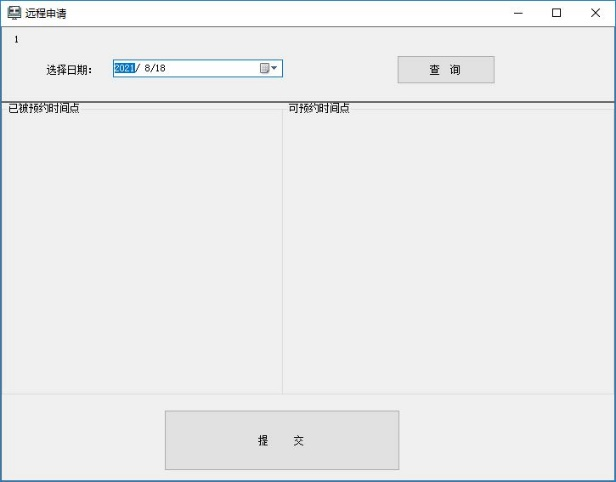 远程申请
1
选择日期：
2021/ 8/18
查 询
已被预约时间点
可预约时间点
提 交